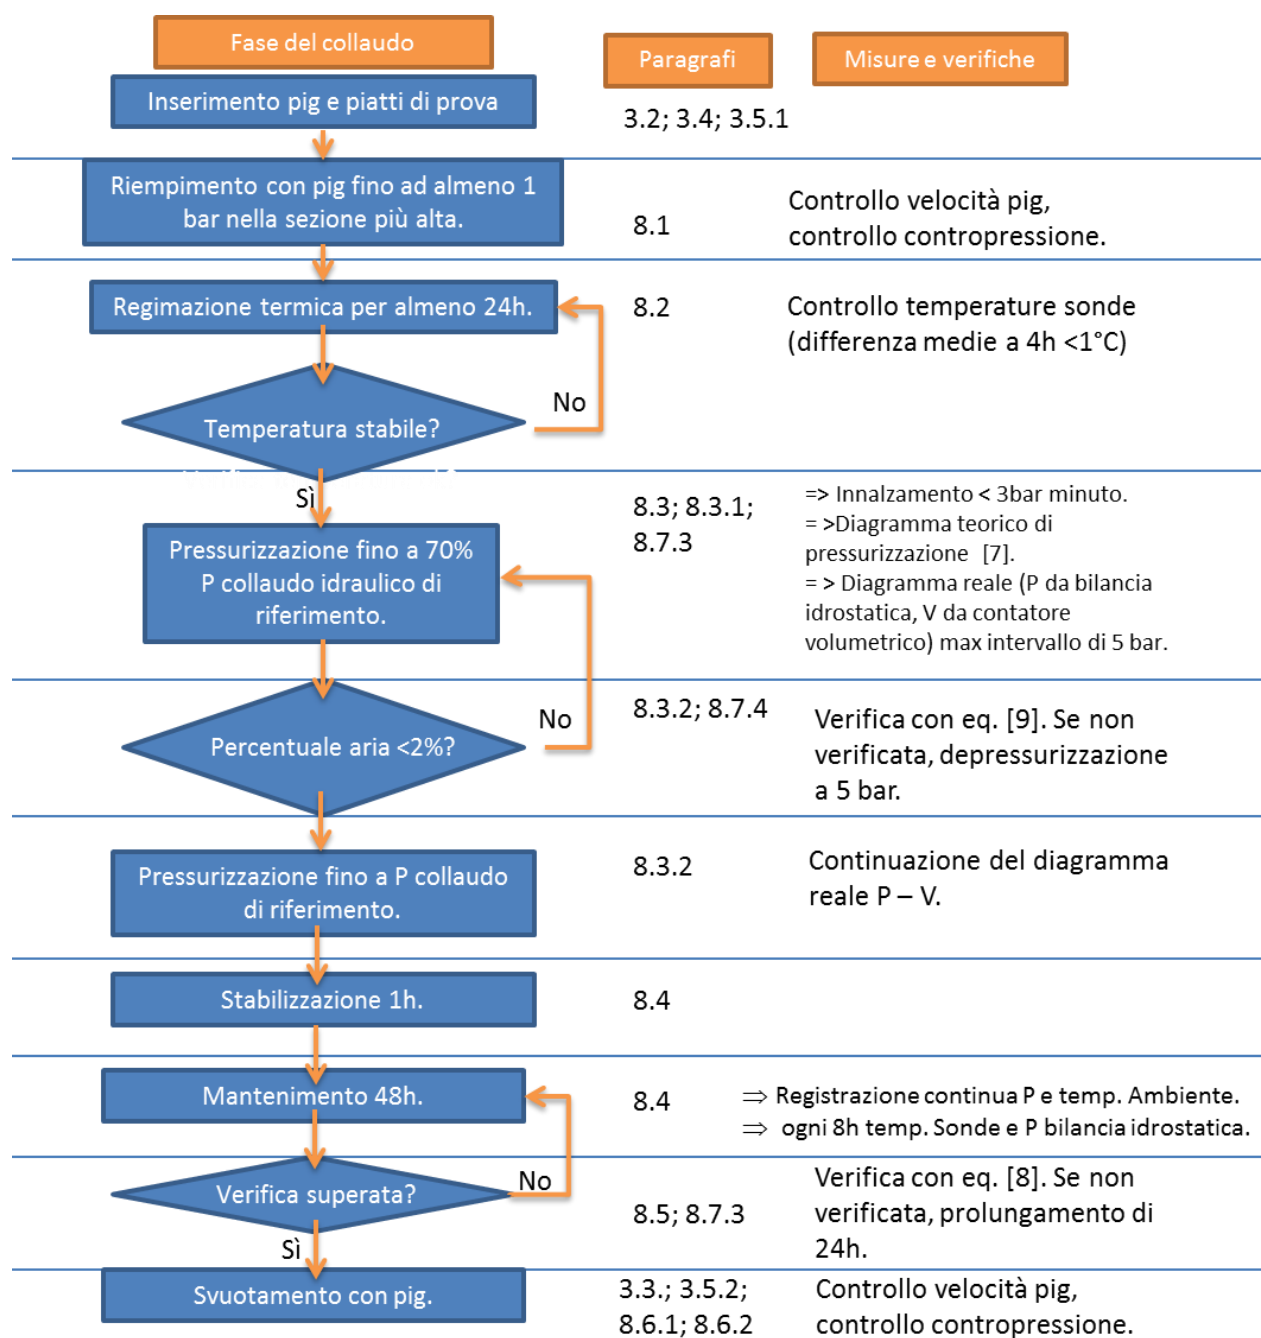 Fase del collaudo
Paragrafi
Misure e verifiche
Inserimento pig e piatti di prova
3.2; 3.4; 3.5.1
Riempimento con pig fino ad almeno 1
bar nella sezione più alta.
8.1
Controllo velocità pig,
controllo contropressione.
Regimazione termica per almeno 24h.
8.2
Controllo temperature sonde
(differenza medie a 4h <1°C)
Temperatura stabile?
No
Sì
Pressurizzazione fino a 70%
P collaudo idraulico di
riferimento.
8.3; 8.3.1;
8.7.3
=> Innalzamento < 3bar minuto.
= >Diagramma teorico di
pressurizzazione [7].
= > Diagramma reale (P da bilancia
idrostatica, V da contatore
volumetrico) max intervallo di 5 bar.
Percentuale aria <2%?
No
8.3.2; 8.7.4
Verifica con eq. [9]. Se non
verificata, depressurizzazione
a 5 bar.
Pressurizzazione fino a P collaudo
di riferimento.
8.3.2
Continuazione del diagramma
reale P – V.
Stabilizzazione 1h.
8.4
Mantenimento 48h.
8.4
⇒ Registrazione continua P e temp. Ambiente.
⇒ ogni 8h temp. Sonde e P bilancia idrostatica.
Verifica superata?
No
Sì
8.5; 8.7.3
Verifica con eq. [8]. Se non
verificata, prolungamento di
24h.
Svuotamento con pig.
3.3.; 3.5.2;
8.6.1; 8.6.2
Controllo velocità pig,
controllo contropressione.